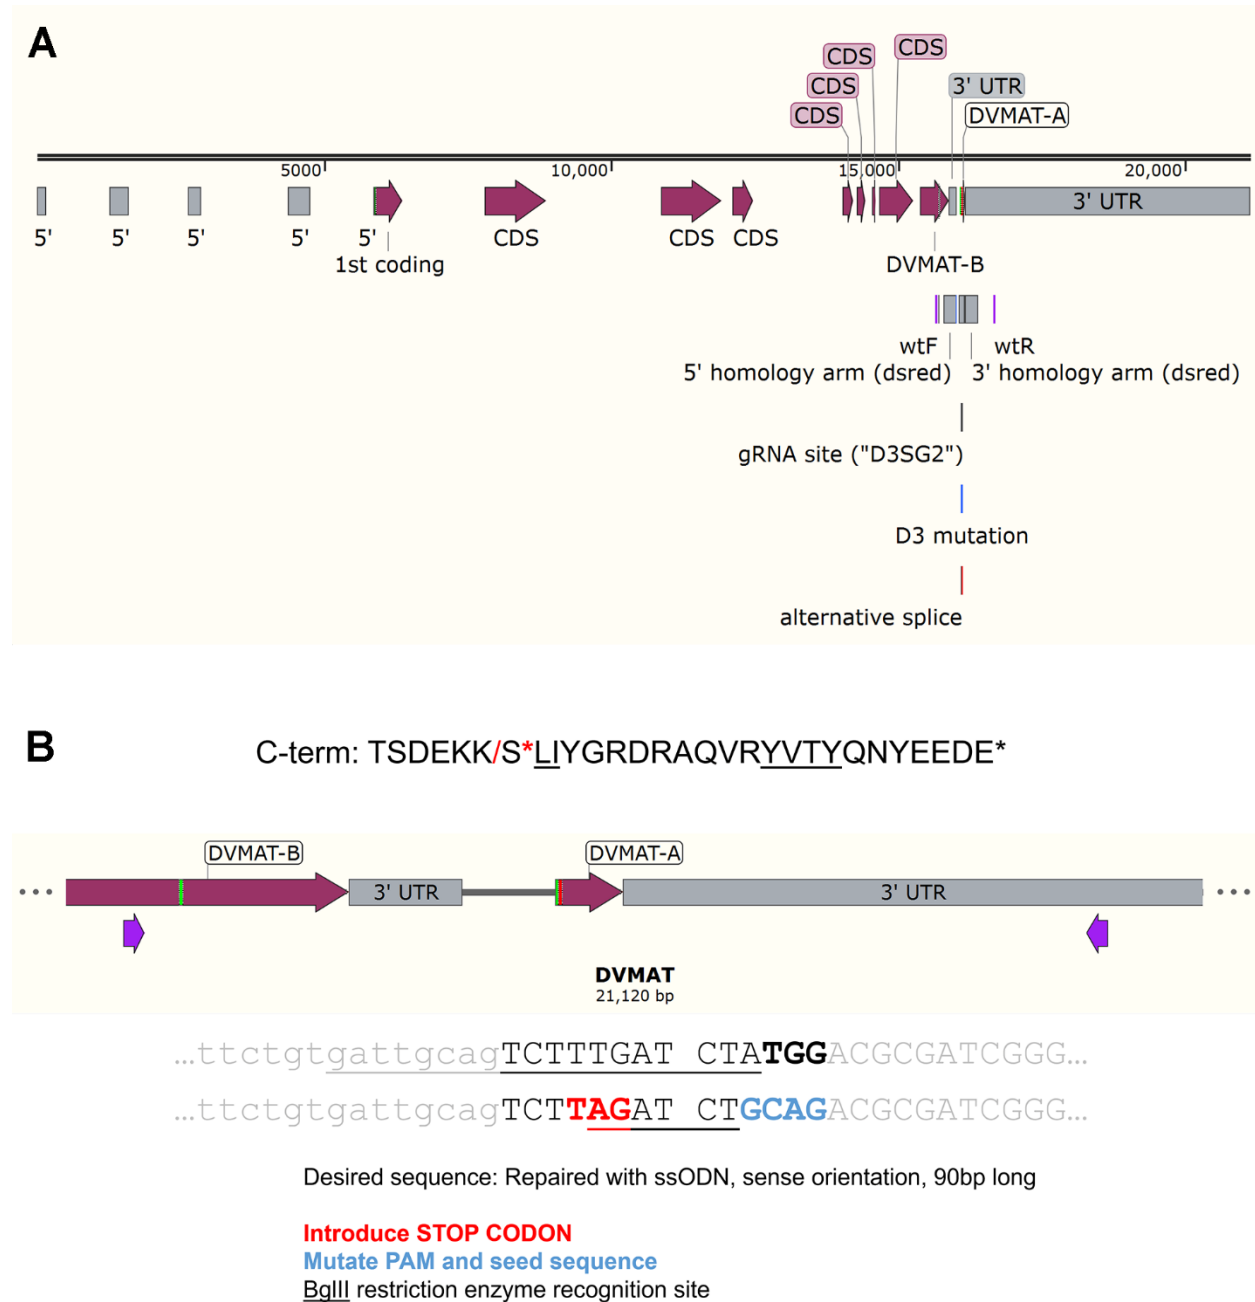 A
CDS
CDS
CDS
3' UTR
CDS
DVMAT-A
5000
10,000
15,000
20,000
3' UTR
5'
5'
5'
5'
5'
CDS
CDS
CDS
1st coding
DVMAT-B
wtF
wtR
5' homology arm (dsred)
3' homology arm (dsred)
gRNA site ("D3SG2")
D3 mutation
alternative splice
B
C-term: TSDEKK/S*LIYGRDRAQVRYVTYQNYEEDE*
DVMAT-B
DVMAT-A
3' UTR
3' UTR
DVMAT
21,120 bp
...ttctgtgattgcagTCTTTGAT CTATGGACGCGATCGGG...
...ttctgtgattgcagTCTTAGAT CTGCAGACGCGATCGGG...
Desired sequence: Repaired with ssODN, sense orientation, 90bp long
Introduce STOP CODON
Mutate PAM and seed sequence
BglII restriction enzyme recognition site